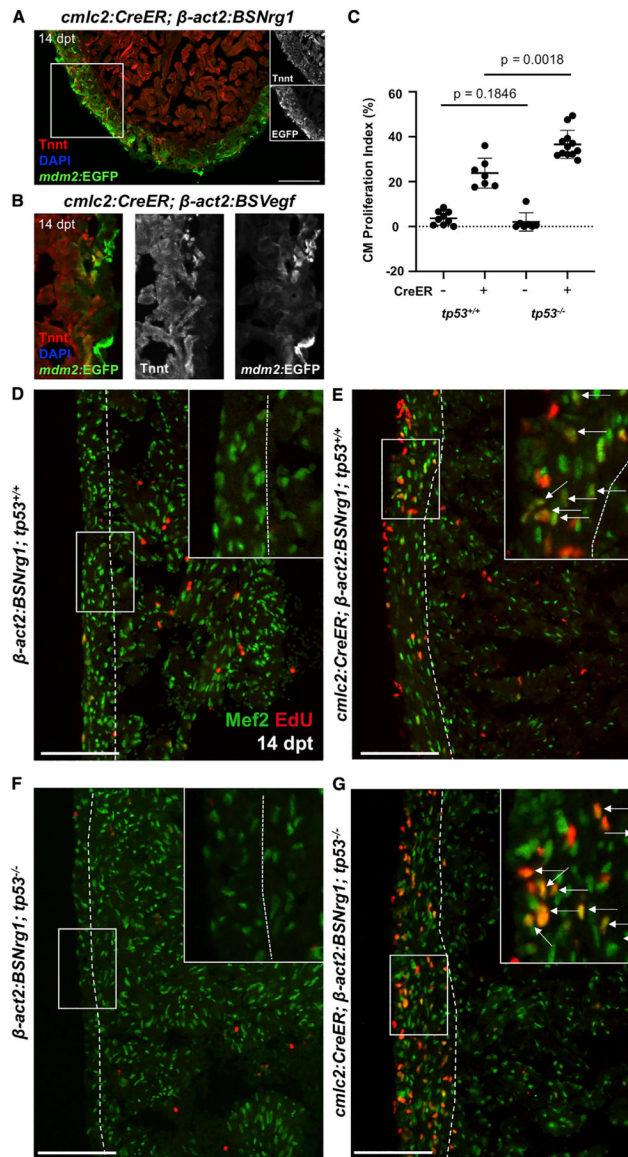 A
cmlc2:CreER; β-act2:BSNrg1
14 dpt
Tnnt
EGFP
Tnnt
DAPI
mdm2:EGFP
B
cmlc2:CreER; β-act2:BSVegf
14 dpt
Tnnt
DAPI
mdm2:EGFP
Tnnt
mdm2:EGFP
C
p = 0.0018
p = 0.1846
CM Proliferation Index (%)
60
40
20
0
-20
CreER - + - +
tp53+/+ tp53-/-
D
β-act2:BSNrg1; tp53+/+
Mef2 EdU
14 dpt
E
cmlc2:CreER; β-act2:BSNrg1; tp53+/+
F
β-act2:BSNrg1; tp53-/-
G
cmlc2:CreER; β-act2:BSNrg1; tp53-/-